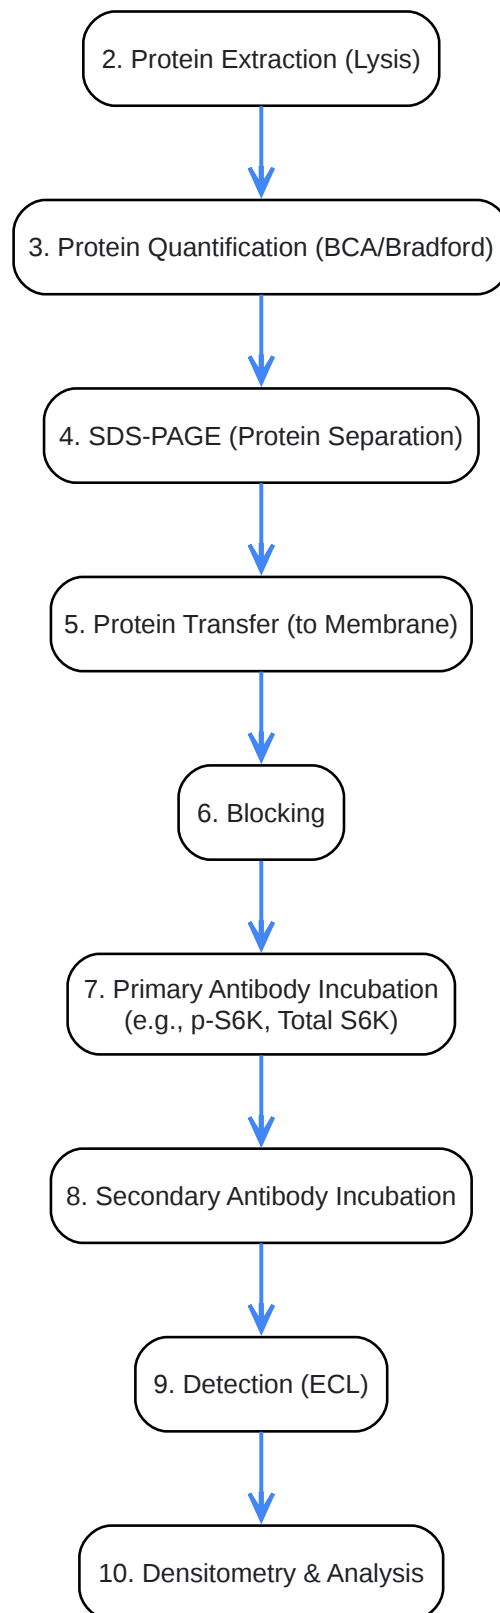 2. Protein Extraction (Lysis)
3. Protein Quantification (BCA/Bradford)
4. SDS-PAGE (Protein Separation)
5. Protein Transfer (to Membrane)
6. Blocking
7. Primary Antibody Incubation
(e.g., p-S6K, Total S6K)
8. Secondary Antibody Incubation
9. Detection (ECL)
10. Densitometry & Analysis